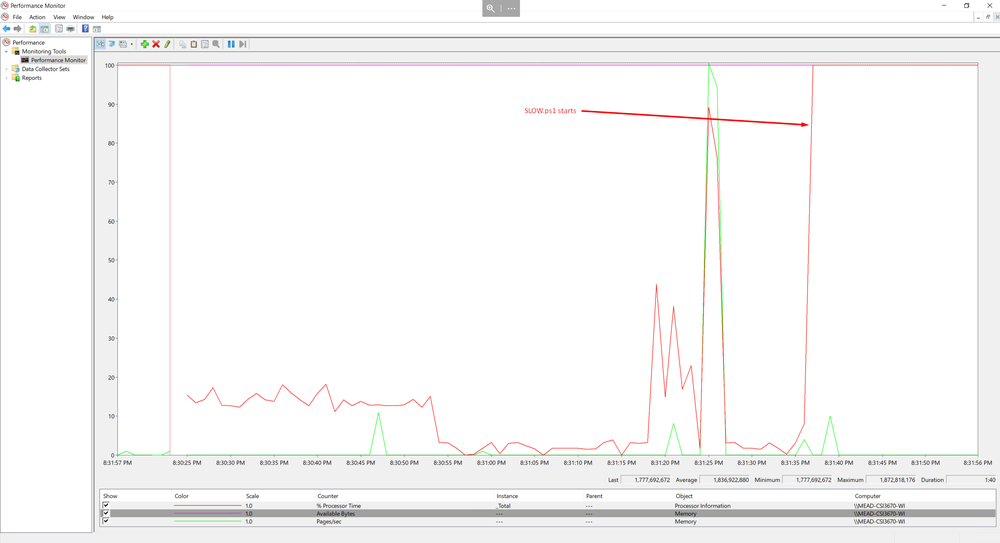 Performance Monitor
File Action View Window Help
Performance
Monitoring Tools
Performance Monitor
Data Collector Sets
Reports
100
90
SLOW.ps1 starts
80
70
60
50
40
30
20
10
0
8:31:57 PM 8:30:25 PM 8:30:30 PM 8:30:35 PM 8:30:40 PM 8:30:45 PM 8:30:50 PM 8:30:55 PM 8:31:00 PM 8:31:05 PM 8:31:10 PM 8:31:15 PM 8:31:20 PM 8:31:25 PM 8:31:30 PM 8:31:35 PM 8:31:40 PM 8:31:45 PM 8:31:50 PM 8:31:56 PM
Last 1,777,692,672 Average 1,836,922,880 Minimum 1,777,692,672 Maximum 1,872,818,176 Duration 1:40
Show Color Scale Counter Instance Parent Object Computer
1.0 % Processor Time _Total --- Processor Information \\MEAD-CSI3670-WI
1.0 Available Bytes --- --- Memory \\MEAD-CSI3670-WI
1.0 Pages/sec --- --- Memory \\MEAD-CSI3670-WI